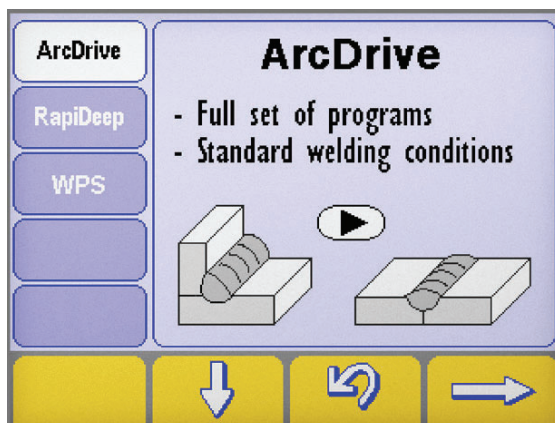 ArcDrive
RapiDeep
WPS
ArcDrive
- Full set of programs
- Standard welding conditions